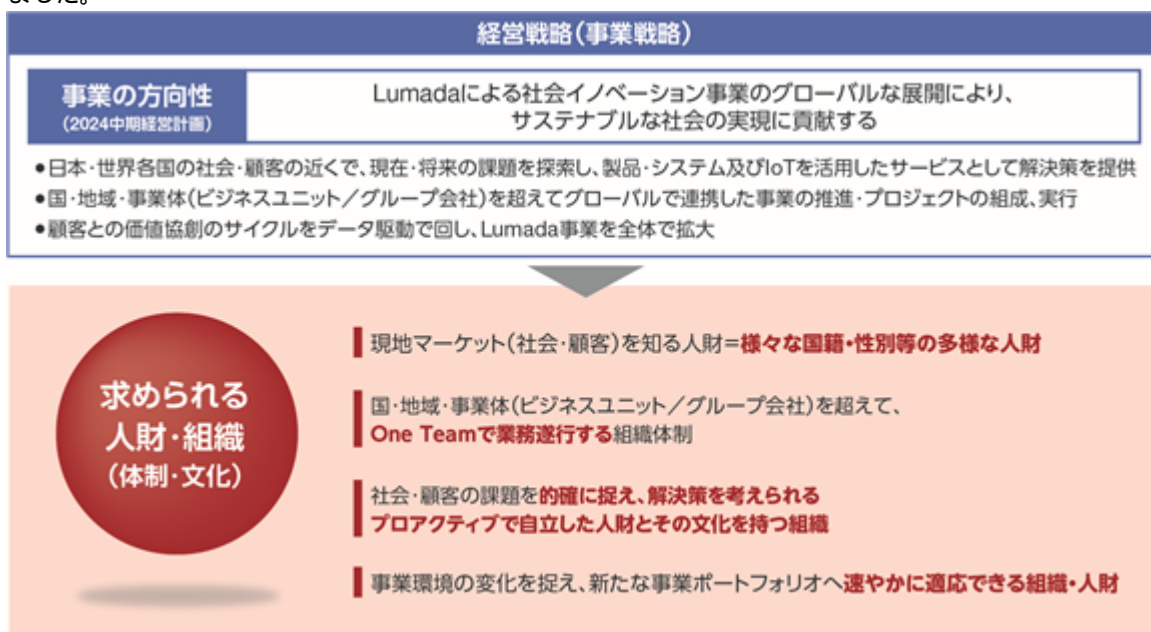 ました。
経営戦略(事業戦略)
事業の方向性
(2024中期経営計画)
Lumadaによる社会イノベーション事業のグローバルな展開により、
サステナブルな社会の実現に貢献する
●日本・世界各国の社会・顧客の近くで、現在・将来の課題を探索し、製品・システム及びIoTを活用したサービスとして解決策を提供
●国・地域・事業体(ビジネスユニット／グループ会社)を超えてグローバルで連携した事業の推進・プロジェクトの組成、実行
●顧客との価値協創のサイクルをデータ駆動で回し、Lumada事業を全体で拡大
求められる
人財・組織
(体制・文化)
現地マーケット(社会・顧客)を知る人財=様々な国籍・性別等の多様な人財
国・地域・事業体(ビジネスユニット／グループ会社)を超えて、
One Teamで業務遂行する組織体制
社会・顧客の課題を的確に捉え、解決策を考えられる
プロアクティブで自立した人財とその文化を持つ組織
事業環境の変化を捉え、新たな事業ポートフォリオへ速やかに適応できる組織・人財